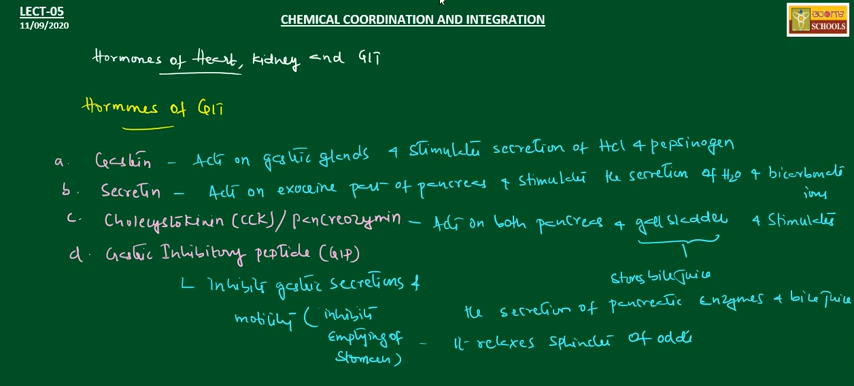 LECT-05
11/09/2020
CHEMICAL COORDINATION AND INTEGRATION
SCHOOLS
Hormones of Heart, kidney and GIT
Hormones of GIT
a. Gastrin – Acts on gastric glands & stimulates secretion of Hcl & pepsinogen
b. Secretin – Acts on exocrine part of pancreas & stimulates the secretion of H2O & bicarbonate
ions
c. Cholecystokinin (CCK)/pancreozymin – Acts on both pancreas & gall bladder & stimulates
stores bile juice
the secretion of pancreatic Enzymes & bile juice
– It relaxes sphincter of oddi
d. Gastric Inhibitory peptide (GIP)
Inhibits gastric secretions &
motility (inhibits
emptying of
stomach)